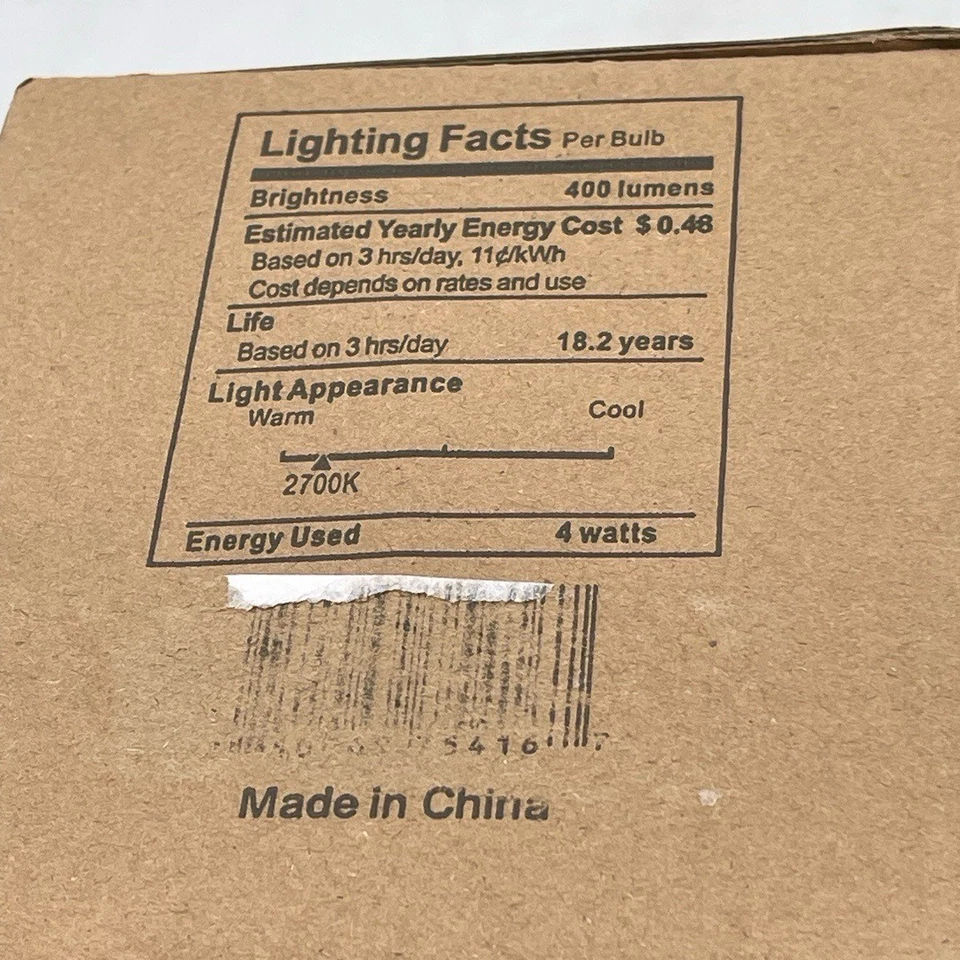 Lighting Facts Per Bulb
Brightness 400 lumens
Estimated Yearly Energy Cost $0.48
Based on 3 hrs/day, 11¢/kWh
Cost depends on rates and use
Life
Based on 3 hrs/day 18.2 years
Light Appearance
Warm Cool
2700K
Energy Used 4 watts
5416 7
Made in China